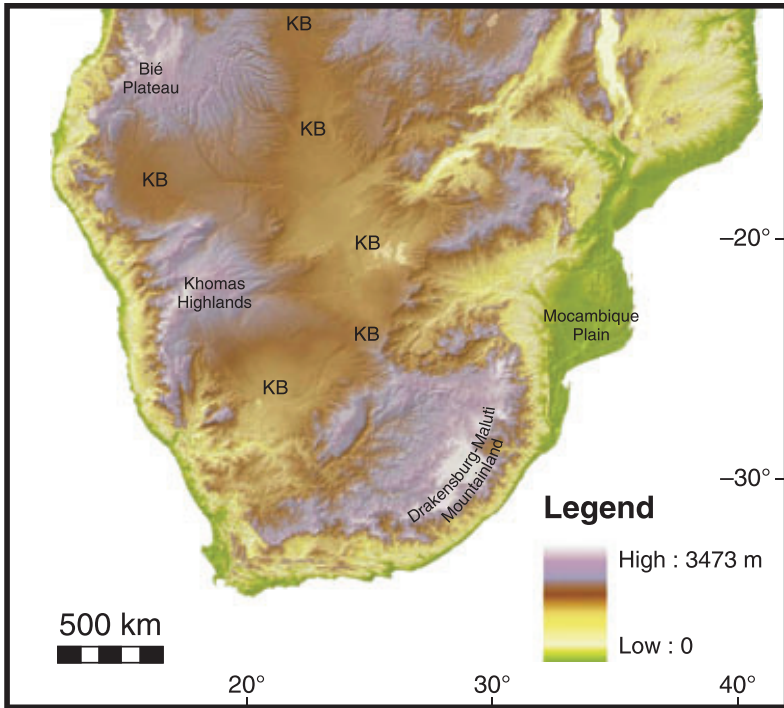 KB
Bié
Plateau
KB
KB
KB
–20°
Khomas
Highlands
Mocambique
Plain
KB
KB
Drakensburg-Maluti
Mountainland
–30°
Legend
High : 3473 m
Low : 0
500 km
20°
30°
40°